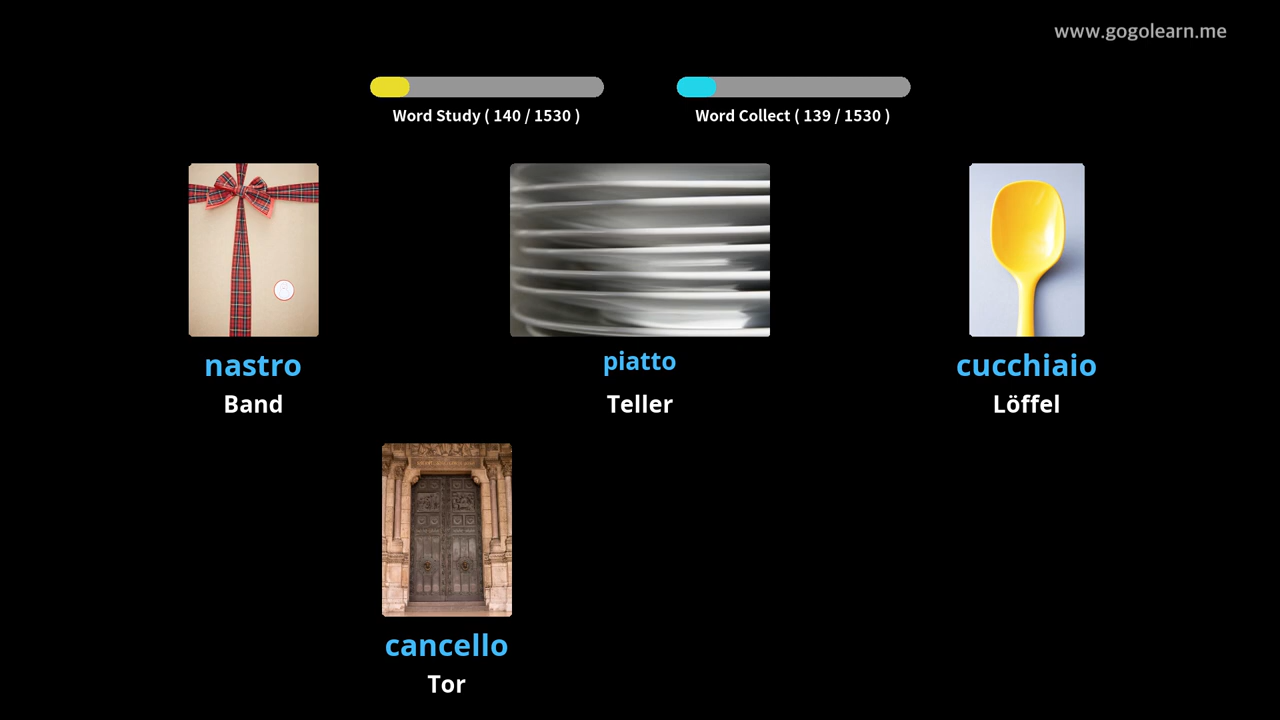 www.gogolearn.me
Word Study ( 140 / 1530 )
Word Collect ( 139 / 1530 )
nastro
Band
piatto
Teller
cucchiaio
Löffel
cancello
Tor